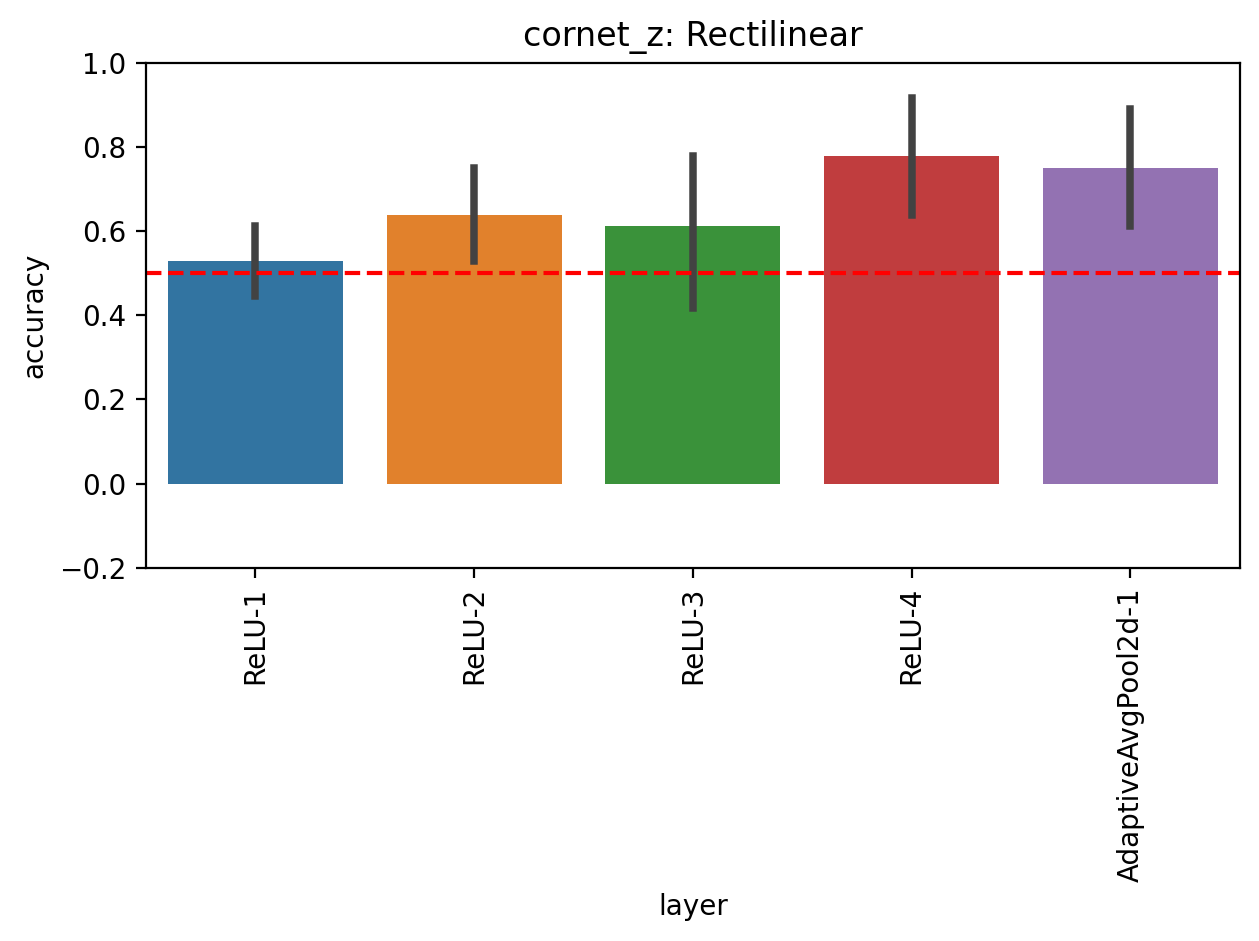 cornet_z: Rectilinear
1.0
0.8
0.6
0.4
0.2
0.0
−0.2
accuracy
ReLU-1
ReLU-2
ReLU-3
ReLU-4
AdaptiveAvgPool2d-1
layer